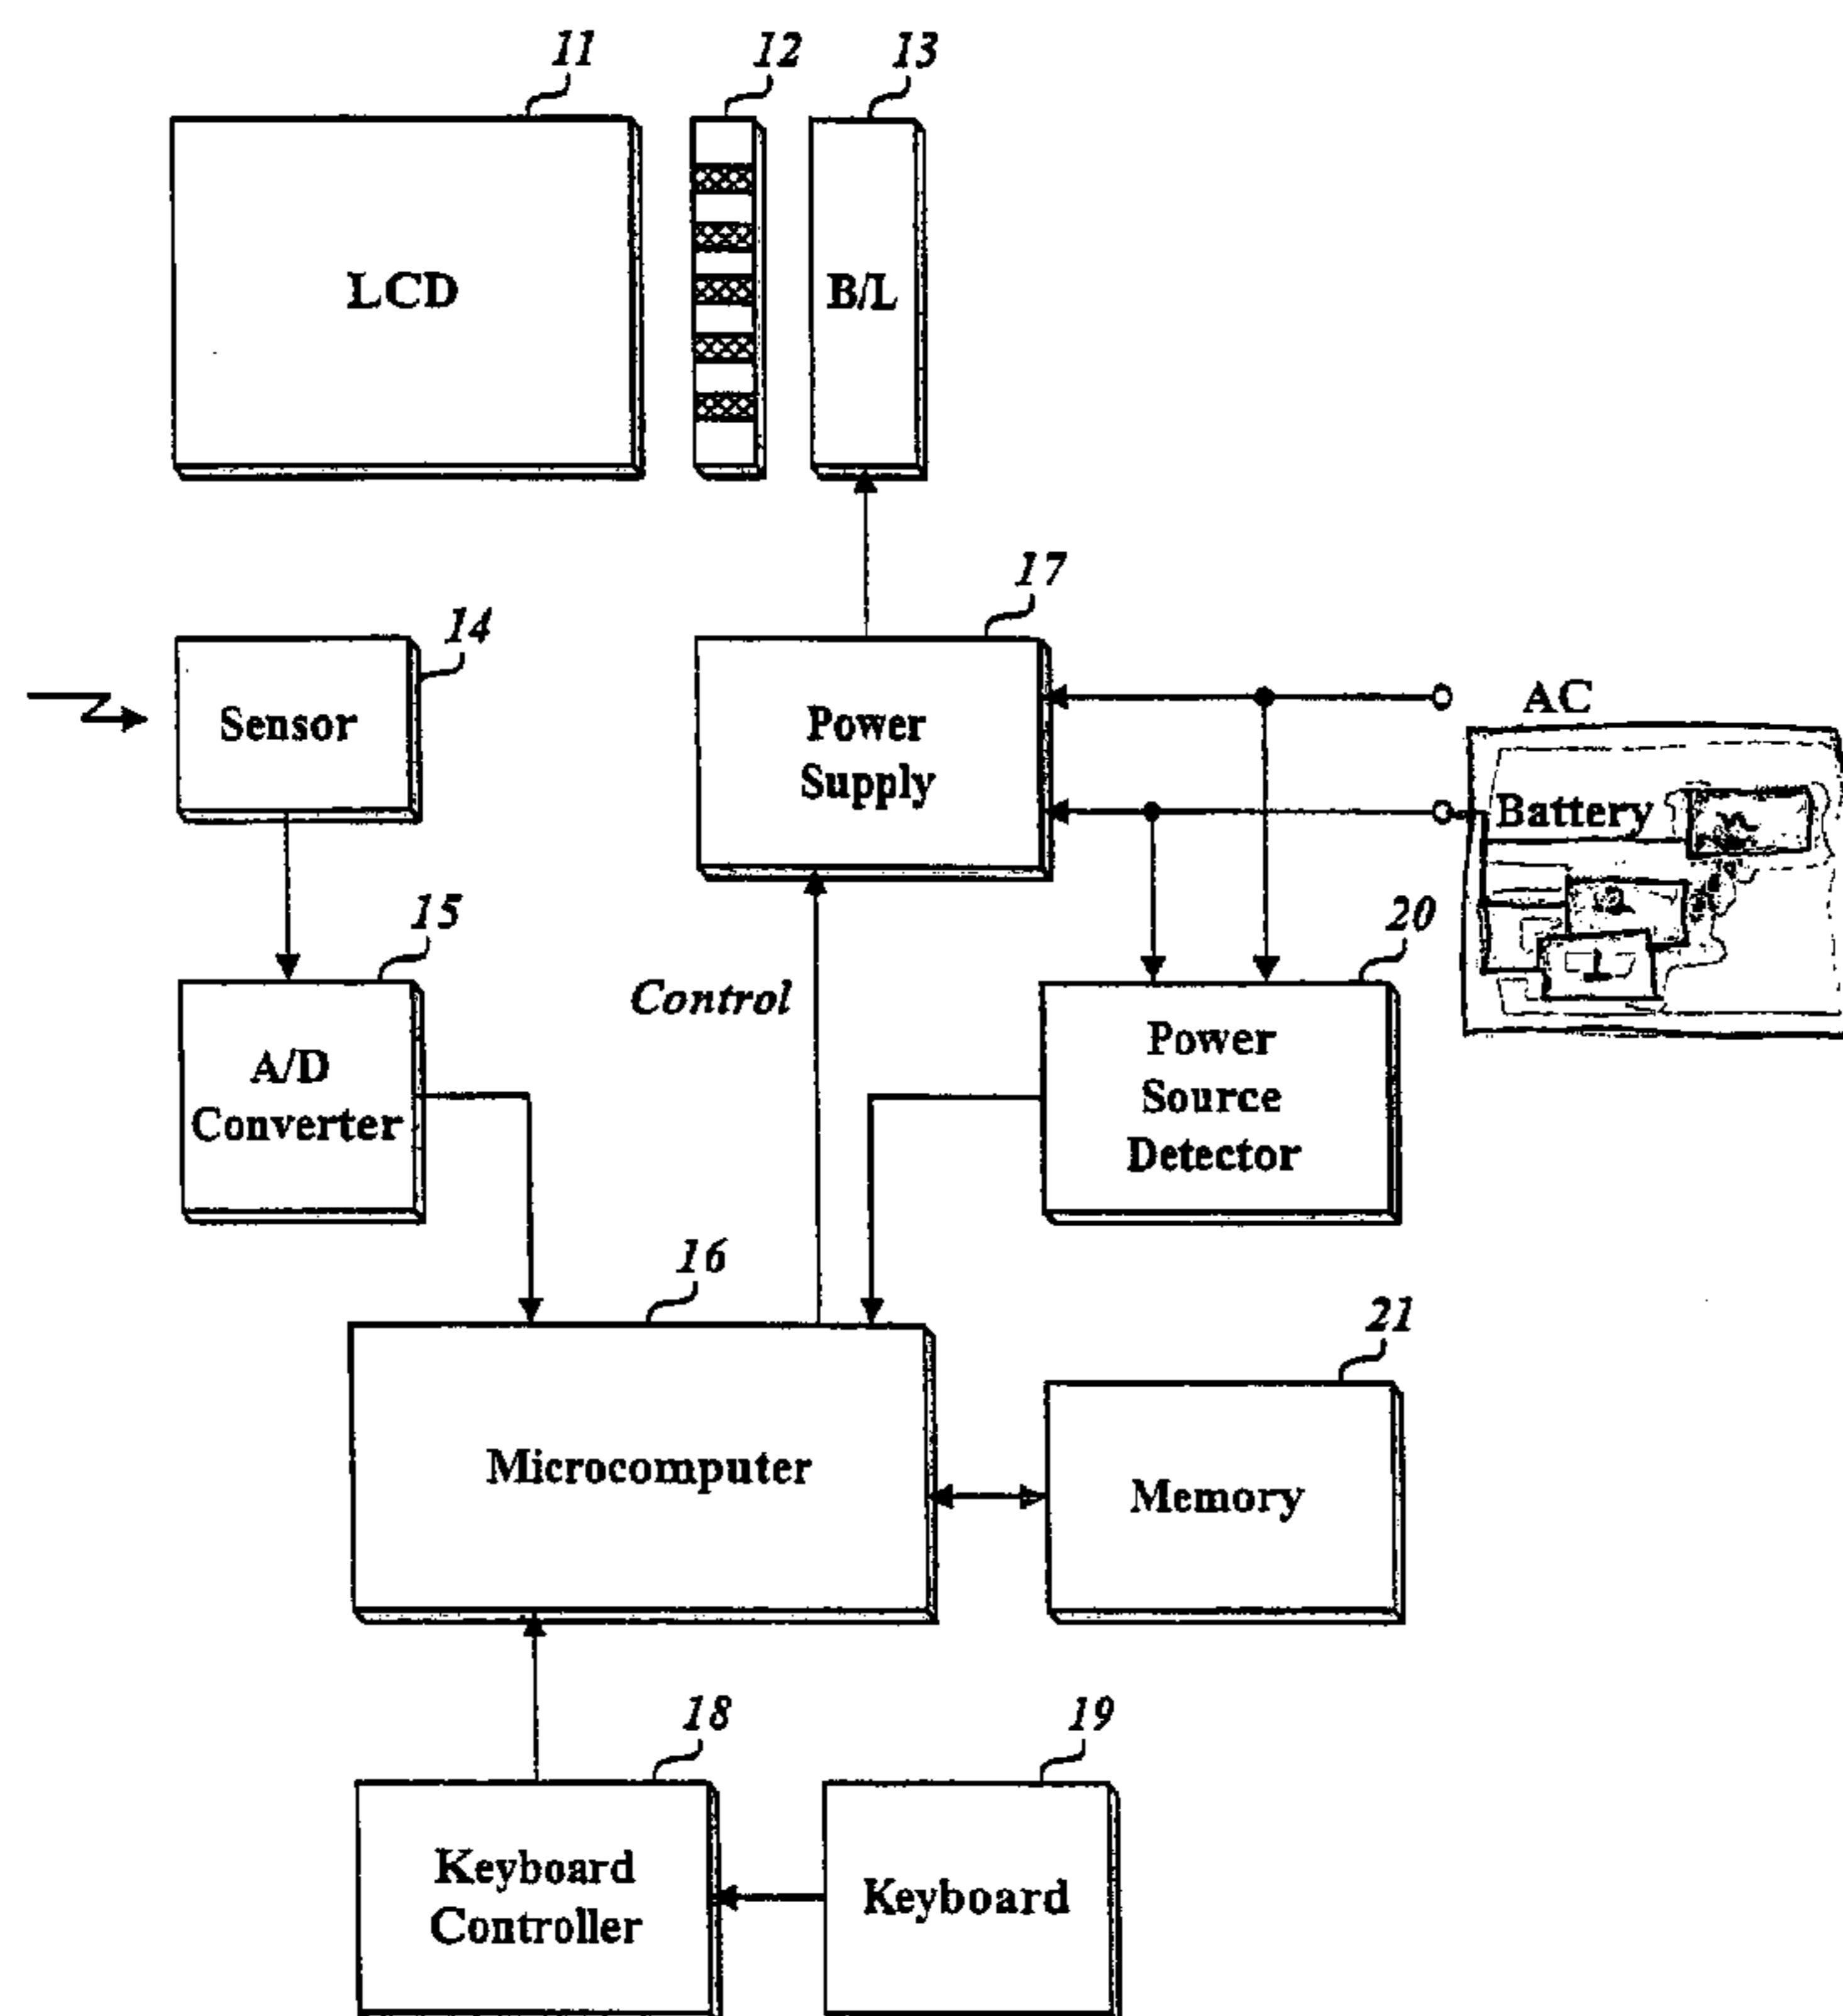 11
12
13
LCD
B/L
17
14
Sensor
Power
Supply
AC
Battery
15
20
Control
A/D
Converter
Power
Source
Detector
16
21
Microcomputer
Memory
18
19
Keyboard
Controller
Keyboard